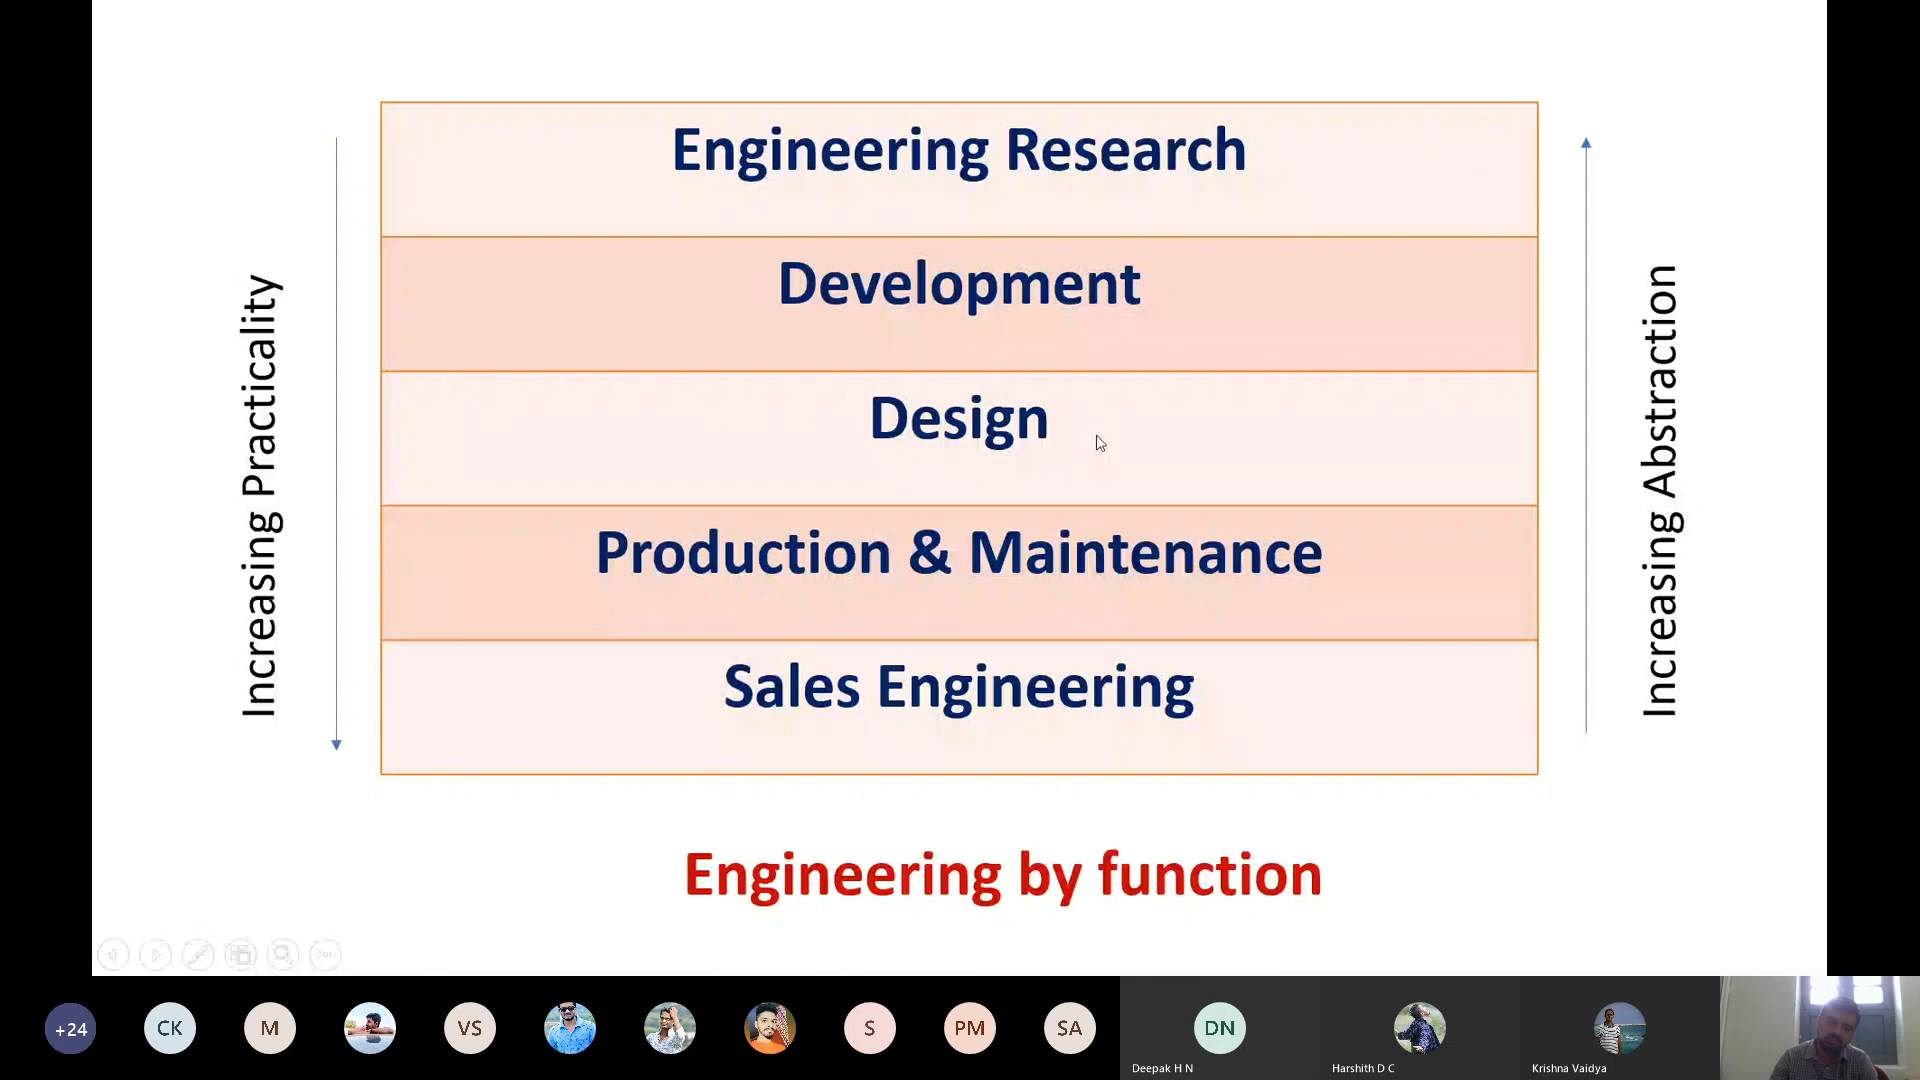 Engineering Research
Development
Design
Production & Maintenance
Sales Engineering
Increasing Practicality
Increasing Abstraction
Engineering by function
+24
CK
M
VS
S
PM
SA
DN
Deepak H N
Harshith D C
Krishna Vaidya